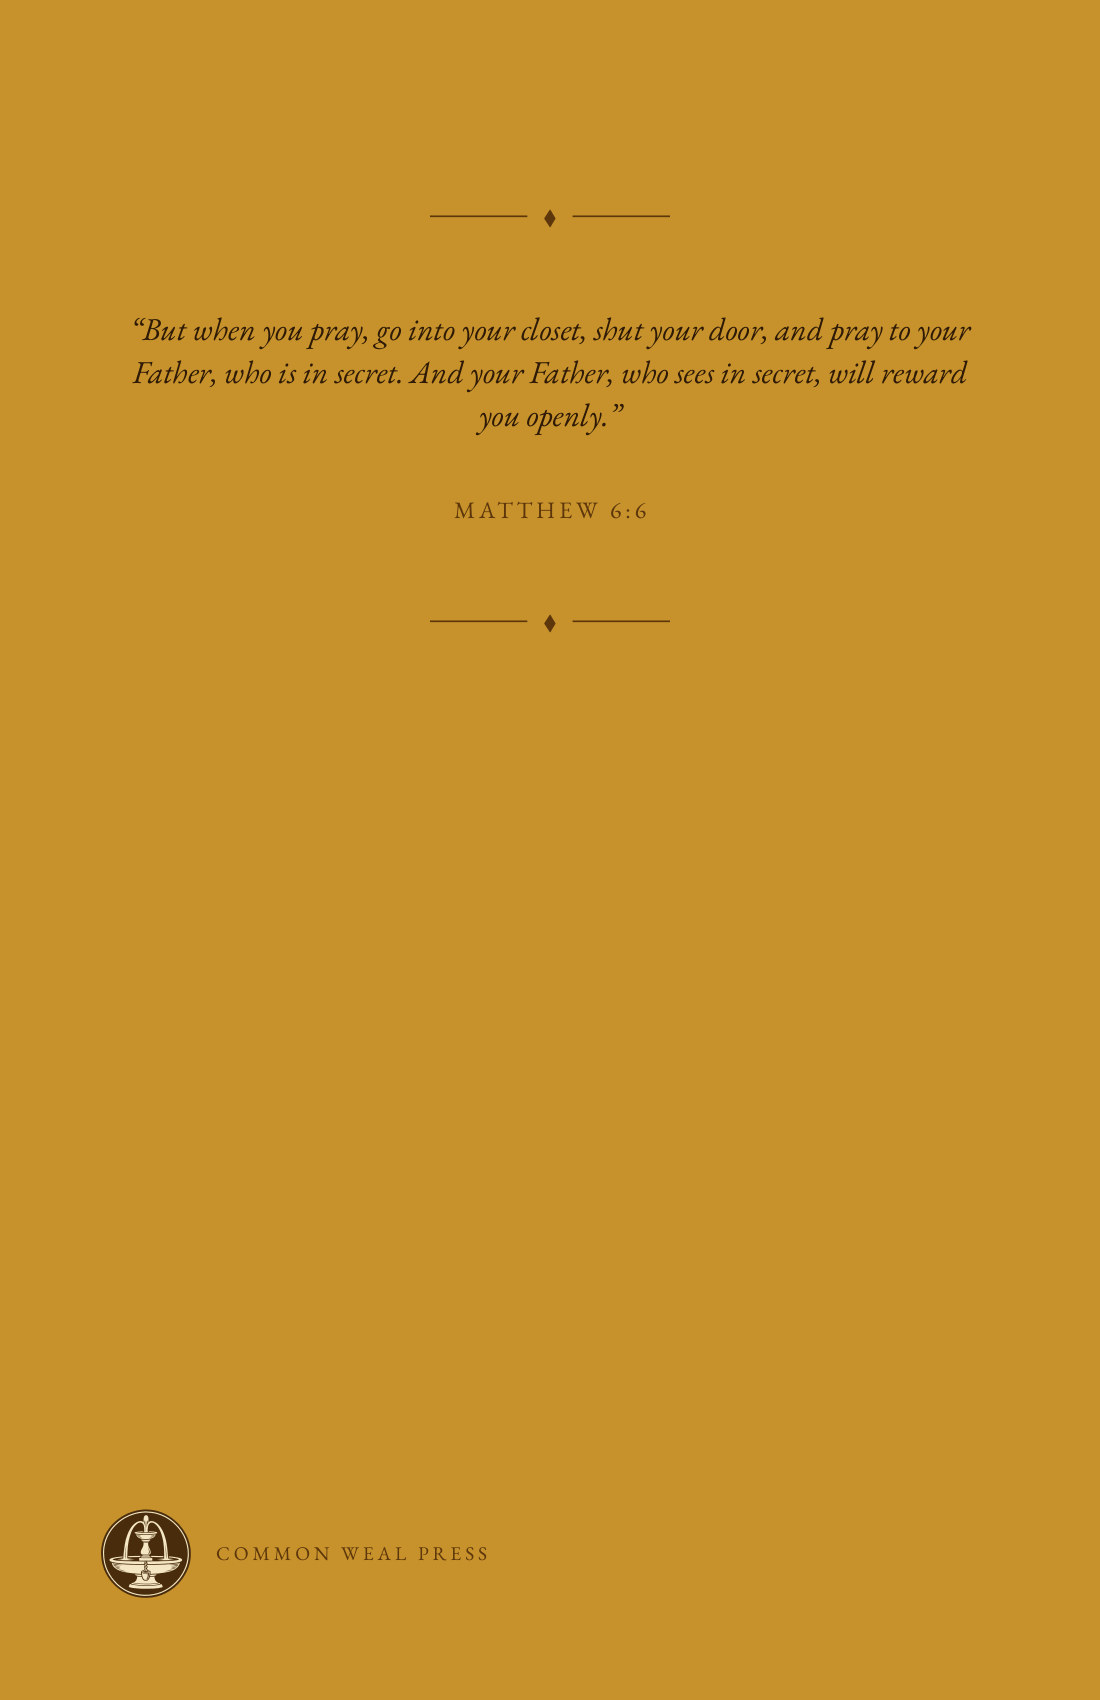 “But when you pray, go into your closet, shut your door, and pray to your
Father, who is in secret. And your Father, who sees in secret, will reward
you openly.”
MATTHEW 6:6
COMMON WEAL PRESS